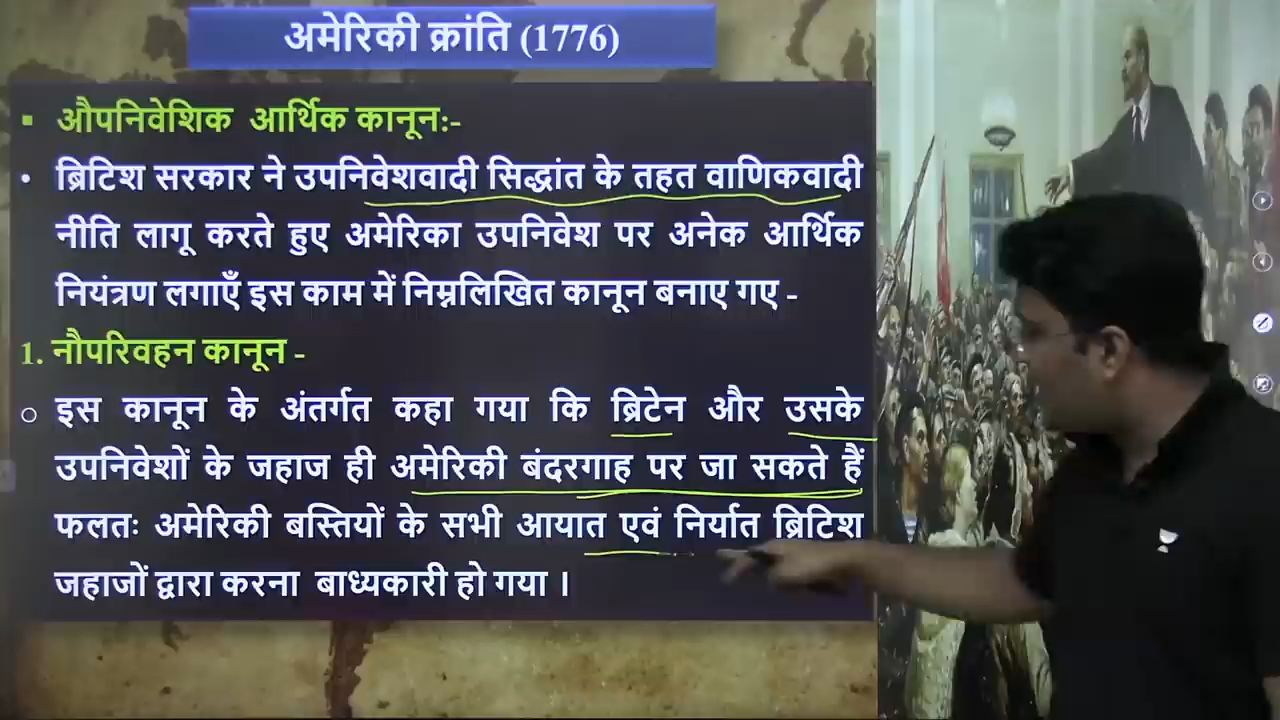 अमेरिकी क्रांति (1776)
▪ औपनिवेशिक आर्थिक कानून:-
• ब्रिटिश सरकार ने उपनिवेशवादी सिद्धांत के तहत वाणिकवादी
नीति लागू करते हुए अमेरिका उपनिवेश पर अनेक आर्थिक
नियंत्रण लगाएँ इस काम में निम्नलिखित कानून बनाए गए -
1. नौपरिवहन कानून -
○ इस कानून के अंतर्गत कहा गया कि ब्रिटेन और उसके
उपनिवेशों के जहाज ही अमेरिकी बंदरगाह पर जा सकते हैं
फलतः अमेरिकी बस्तियों के सभी आयात एवं निर्यात ब्रिटिश
जहाजों द्वारा करना बाध्यकारी हो गया ।